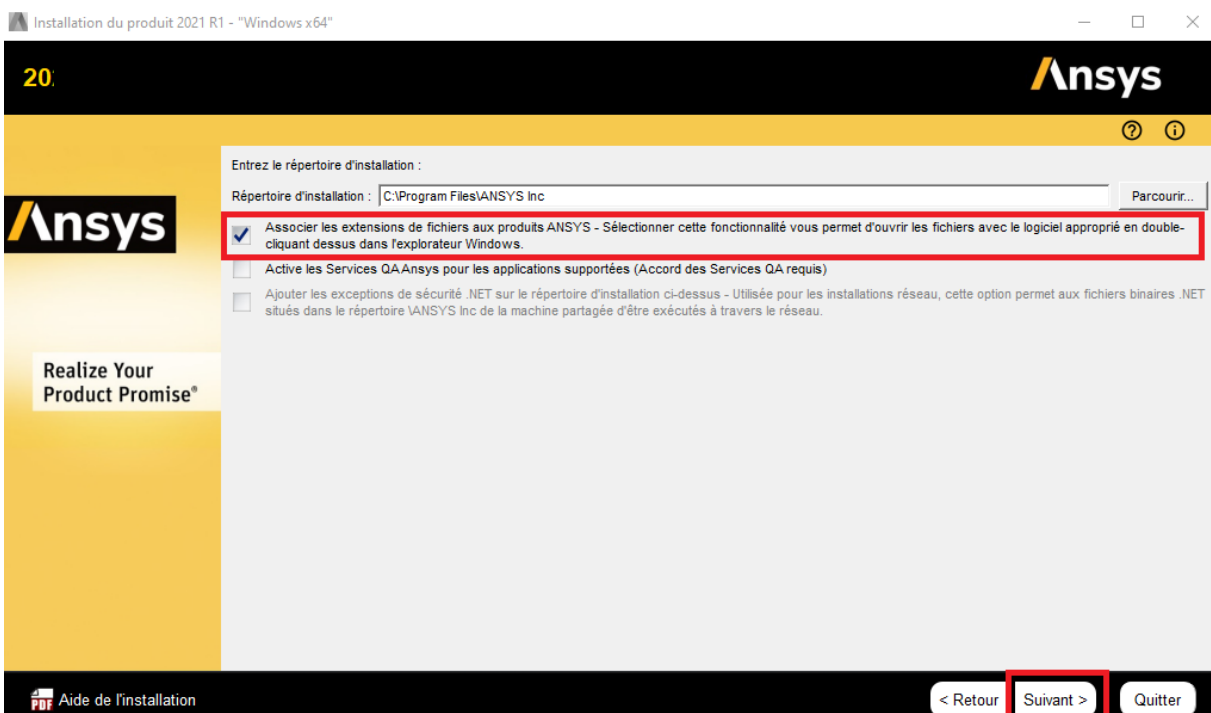 Installation du produit 2021 R1 - "Windows x64"
20
Ansys
Entrez le répertoire d'installation :
Répertoire d'installation : C:\Program Files\ANSYS Inc Parcourir...
Ansys
Associer les extensions de fichiers aux produits ANSYS - Sélectionner cette fonctionnalité vous permet d'ouvrir les fichiers avec le logiciel approprié en double-
cliquant dessus dans l'explorateur Windows.
Active les Services QA Ansys pour les applications supportées (Accord des Services QA requis)
Ajouter les exceptions de sécurité .NET sur le répertoire d'installation ci-dessus - Utilisée pour les installations réseau, cette option permet aux fichiers binaires .NET
situés dans le répertoire \ANSYS Inc de la machine partagée d'être exécutés à travers le réseau.
Realize Your
Product Promise®
PDF Aide de l'installation
< Retour Suivant > Quitter